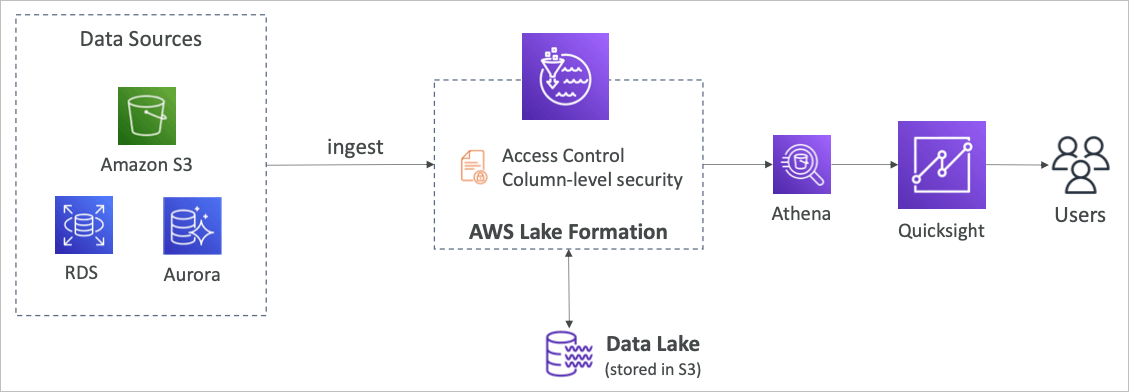 Data Sources
Amazon S3
RDS
Aurora
ingest
Access Control
Column-level security
AWS Lake Formation
Data Lake
(stored in S3)
Athena
Quicksight
Users